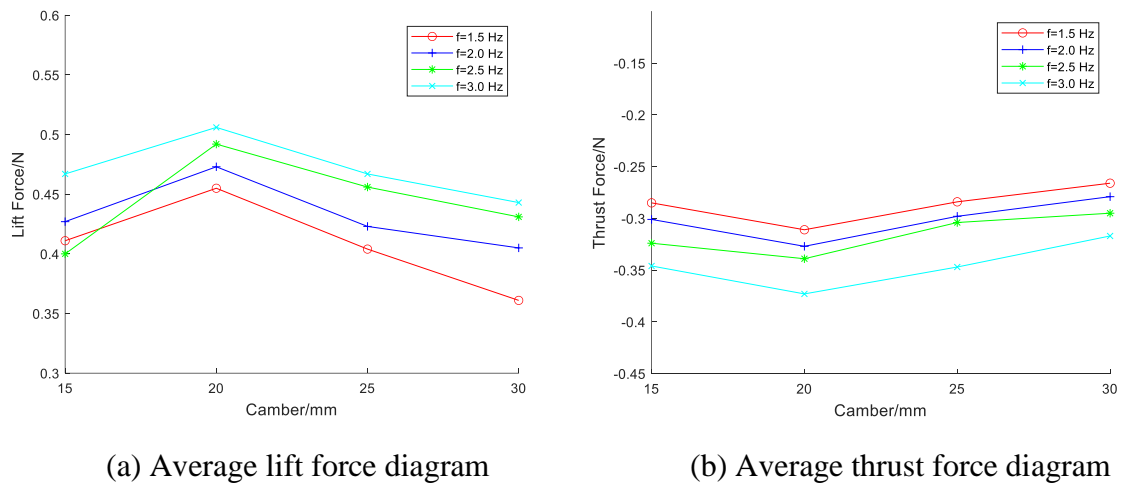 0.6
0.55
0.5
0.45
0.4
0.35
0.3
15
20
25
30
Lift Force/N
Camber/mm
f=1.5 Hz
f=2.0 Hz
f=2.5 Hz
f=3.0 Hz
(a) Average lift force diagram
-0.15
-0.2
-0.25
-0.3
-0.35
-0.4
-0.45
15
20
25
30
Thrust Force/N
Camber/mm
f=1.5 Hz
f=2.0 Hz
f=2.5 Hz
f=3.0 Hz
(b) Average thrust force diagram